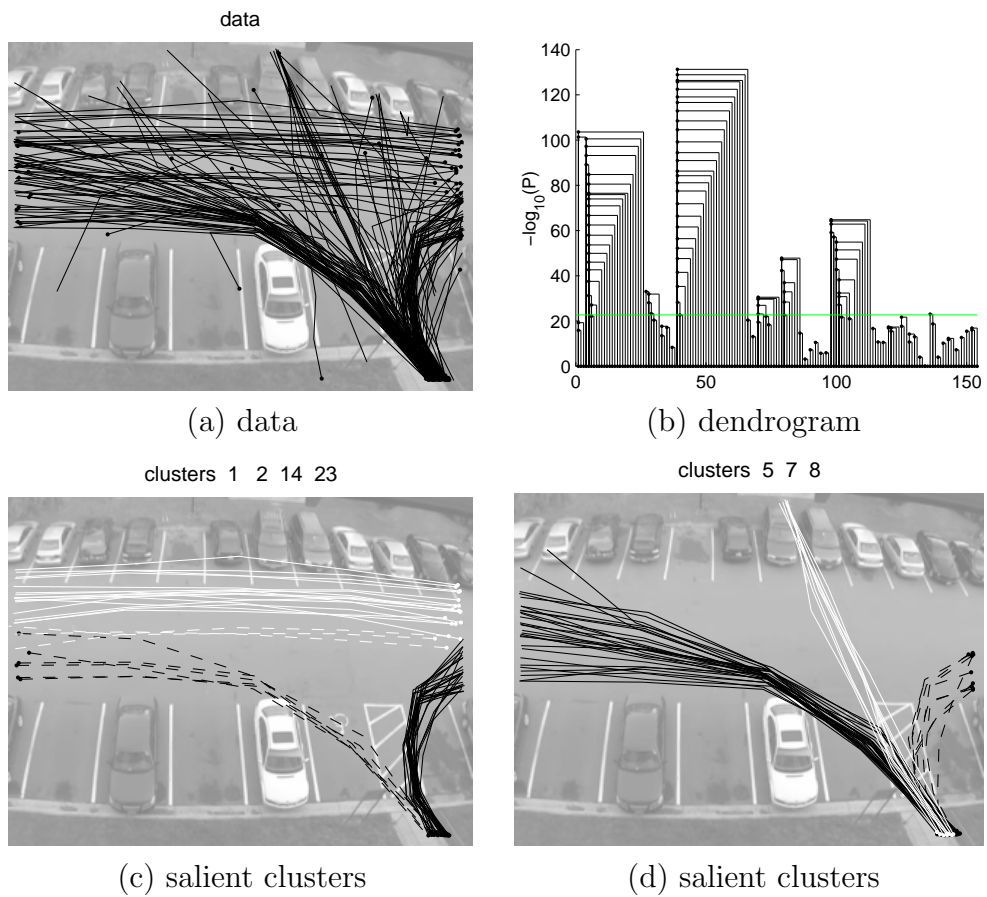 data
140
120
100
80
60
40
20
0
−log10(P)
0 50 100 150
(a) data
(b) dendrogram
clusters 1 2 14 23
clusters 5 7 8
(c) salient clusters
(d) salient clusters